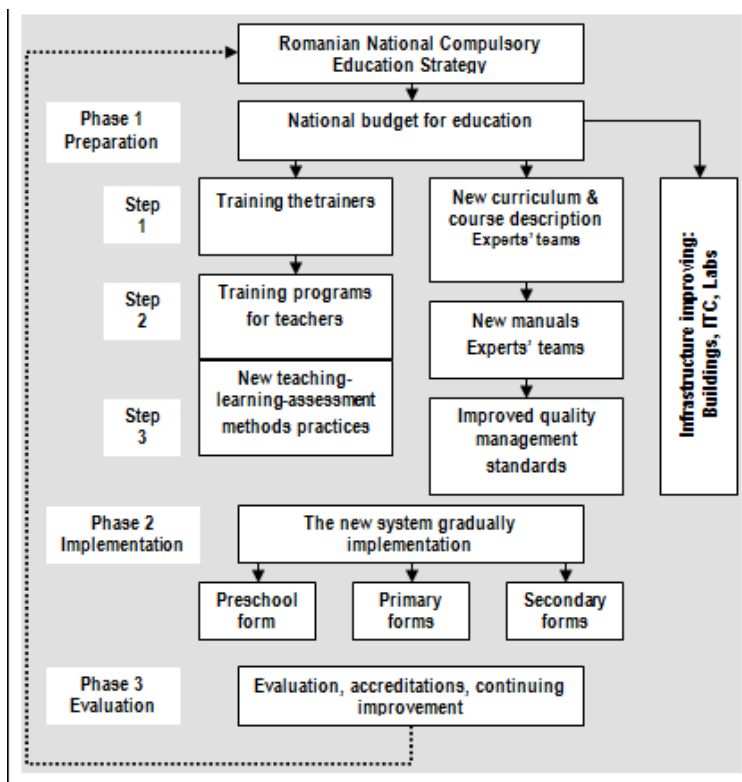 Romanian National Compulsory
Education Strategy
Phase 1
Preparation
National budget for education
Step
1
Training the trainers
New curriculum &
course description
Experts' teams
Infrastructure improving:
Buildings, ITC, Labs
Step
2
Training programs
for teachers
New manuals
Experts' teams
Step
3
New teaching-
learning-assessment
methods practices
Improved quality
management
standards
Phase 2
Implementation
The new system gradually
implementation
Preschool
form
Primary
forms
Secondary
forms
Phase 3
Evaluation
Evaluation, accreditations, continuing
improvement